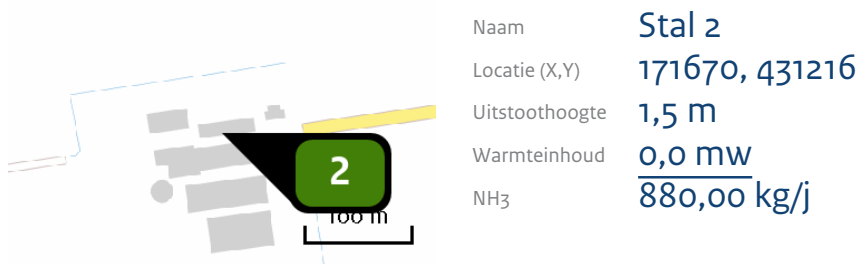 2
100 m
Naam Stal 2
Locatie (X,Y) 171670, 431216
Uitstoothoogte 1,5 m
Warmteinhoud 0,0 mw
NH3 880,00 kg/j